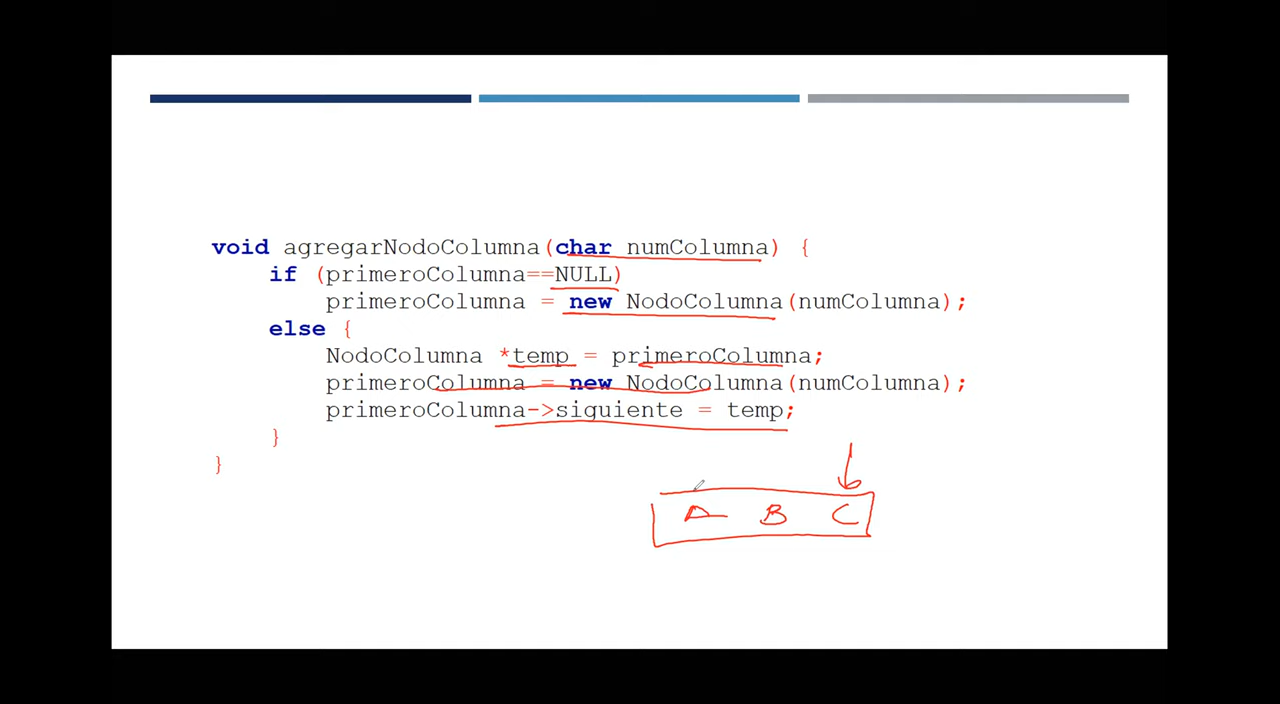 void agregarNodoColumna(char numColumna) {
if (primeroColumna==NULL)
primeroColumna = new NodoColumna(numColumna);
else {
NodoColumna *temp = primeroColumna;
primeroColumna = new NodoColumna(numColumna);
primeroColumna->siguiente = temp;
}
}
A B C